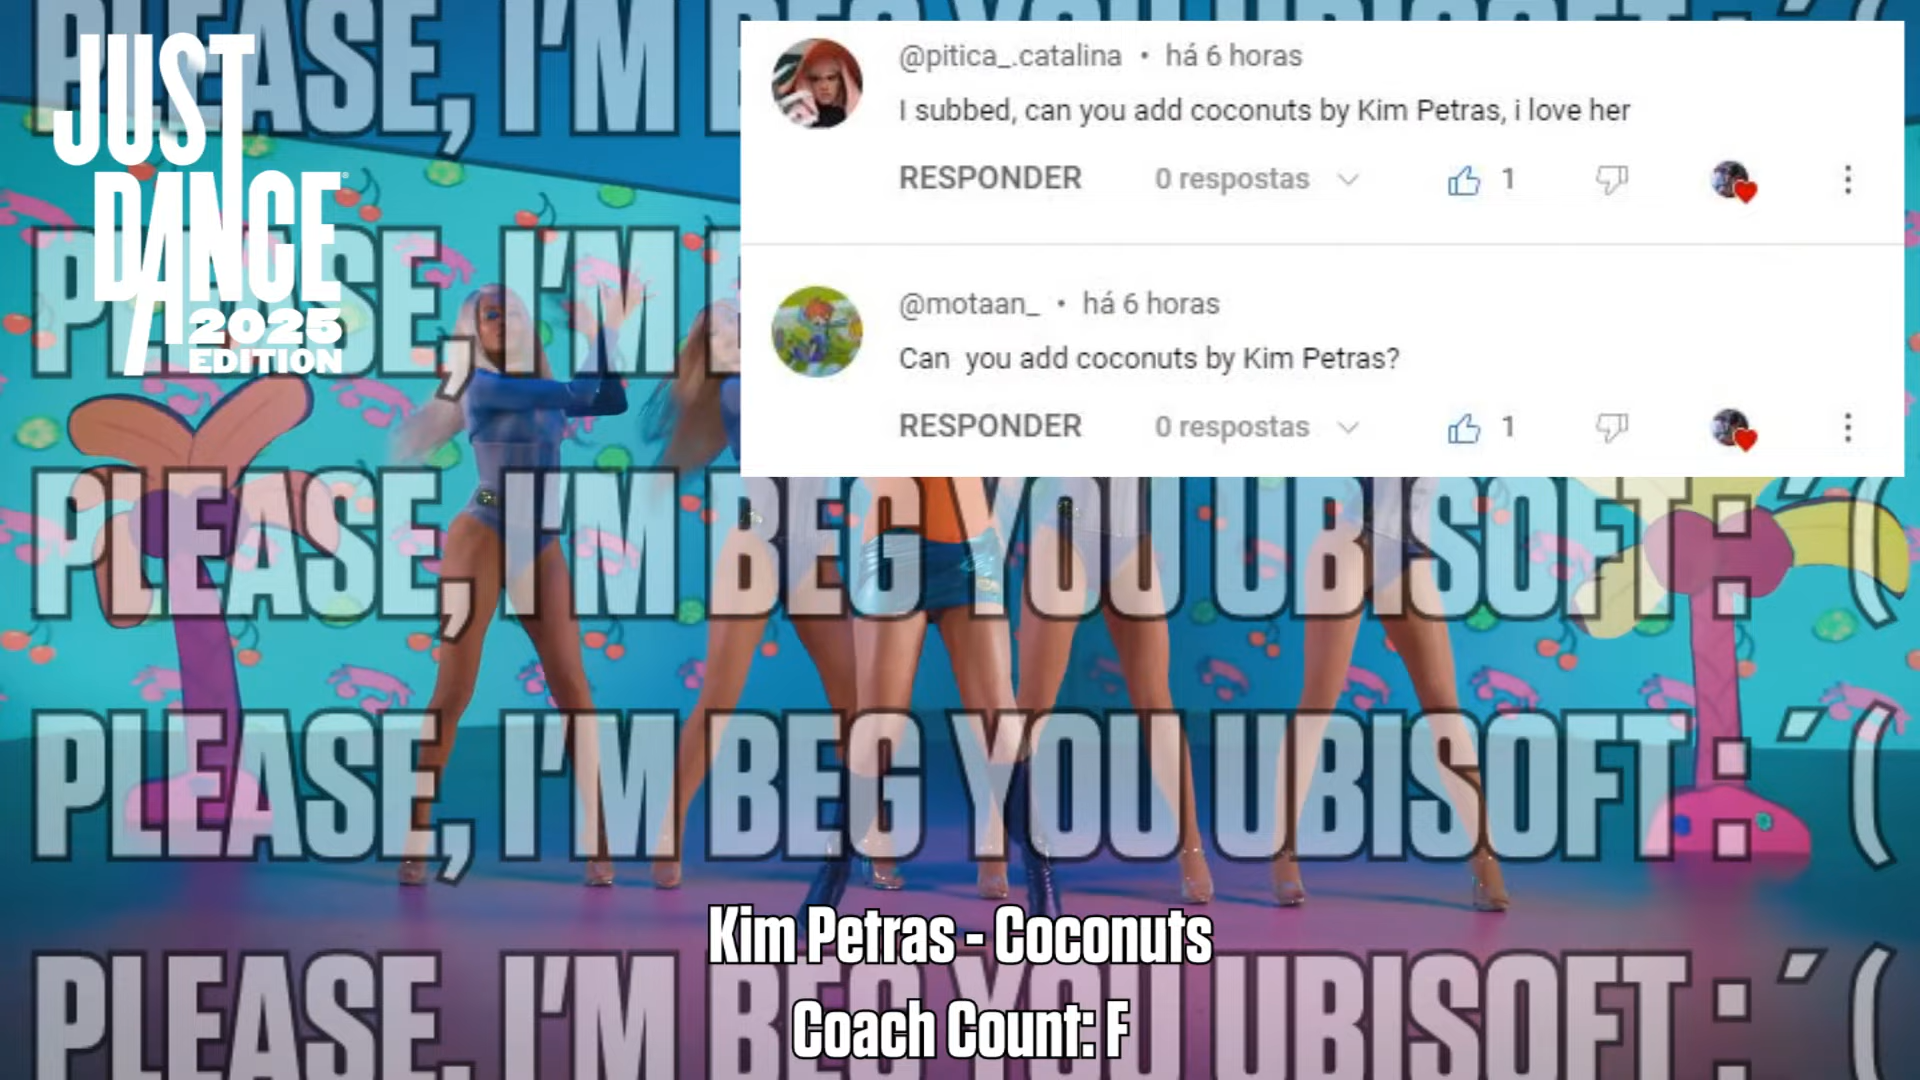 PLEASE, I'M BEG YOU UBISOFT :´(
JUST
DANCE
2025
EDITION
@pitica_.catalina • há 6 horas
I subbed, can you add coconuts by Kim Petras, i love her
RESPONDER 0 respostas 1
@motaan_ • há 6 horas
Can you add coconuts by Kim Petras?
RESPONDER 0 respostas 1
PLEASE, I'M B
PLEASE, I'M BEG YOU UBISOFT :´(
PLEASE, I'M BEG YOU UBISOFT :´(
Kim Petras - Coconuts
PLEASE, I'M BEG YOU UBISOFT :´(
Coach Count: F